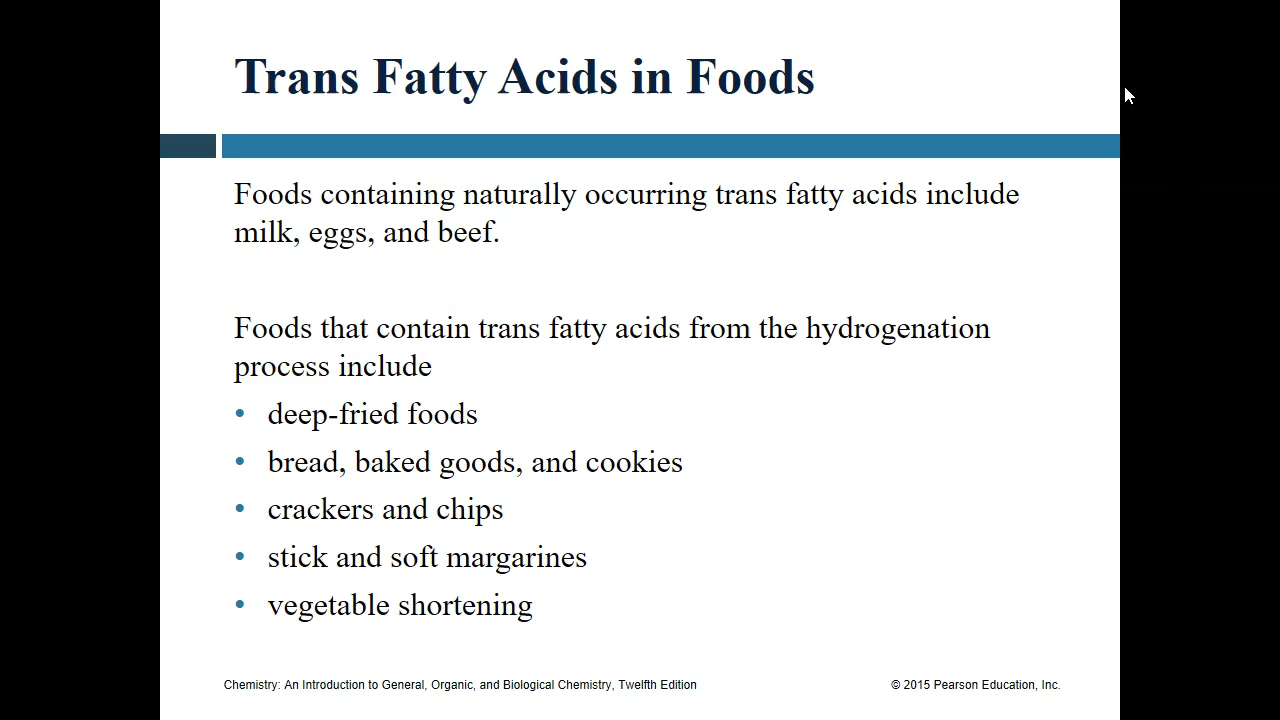 Trans Fatty Acids in Foods
Foods containing naturally occurring trans fatty acids include
milk, eggs, and beef.
Foods that contain trans fatty acids from the hydrogenation
process include
• deep-fried foods
• bread, baked goods, and cookies
• crackers and chips
• stick and soft margarines
• vegetable shortening
Chemistry: An Introduction to General, Organic, and Biological Chemistry, Twelfth Edition
© 2015 Pearson Education, Inc.